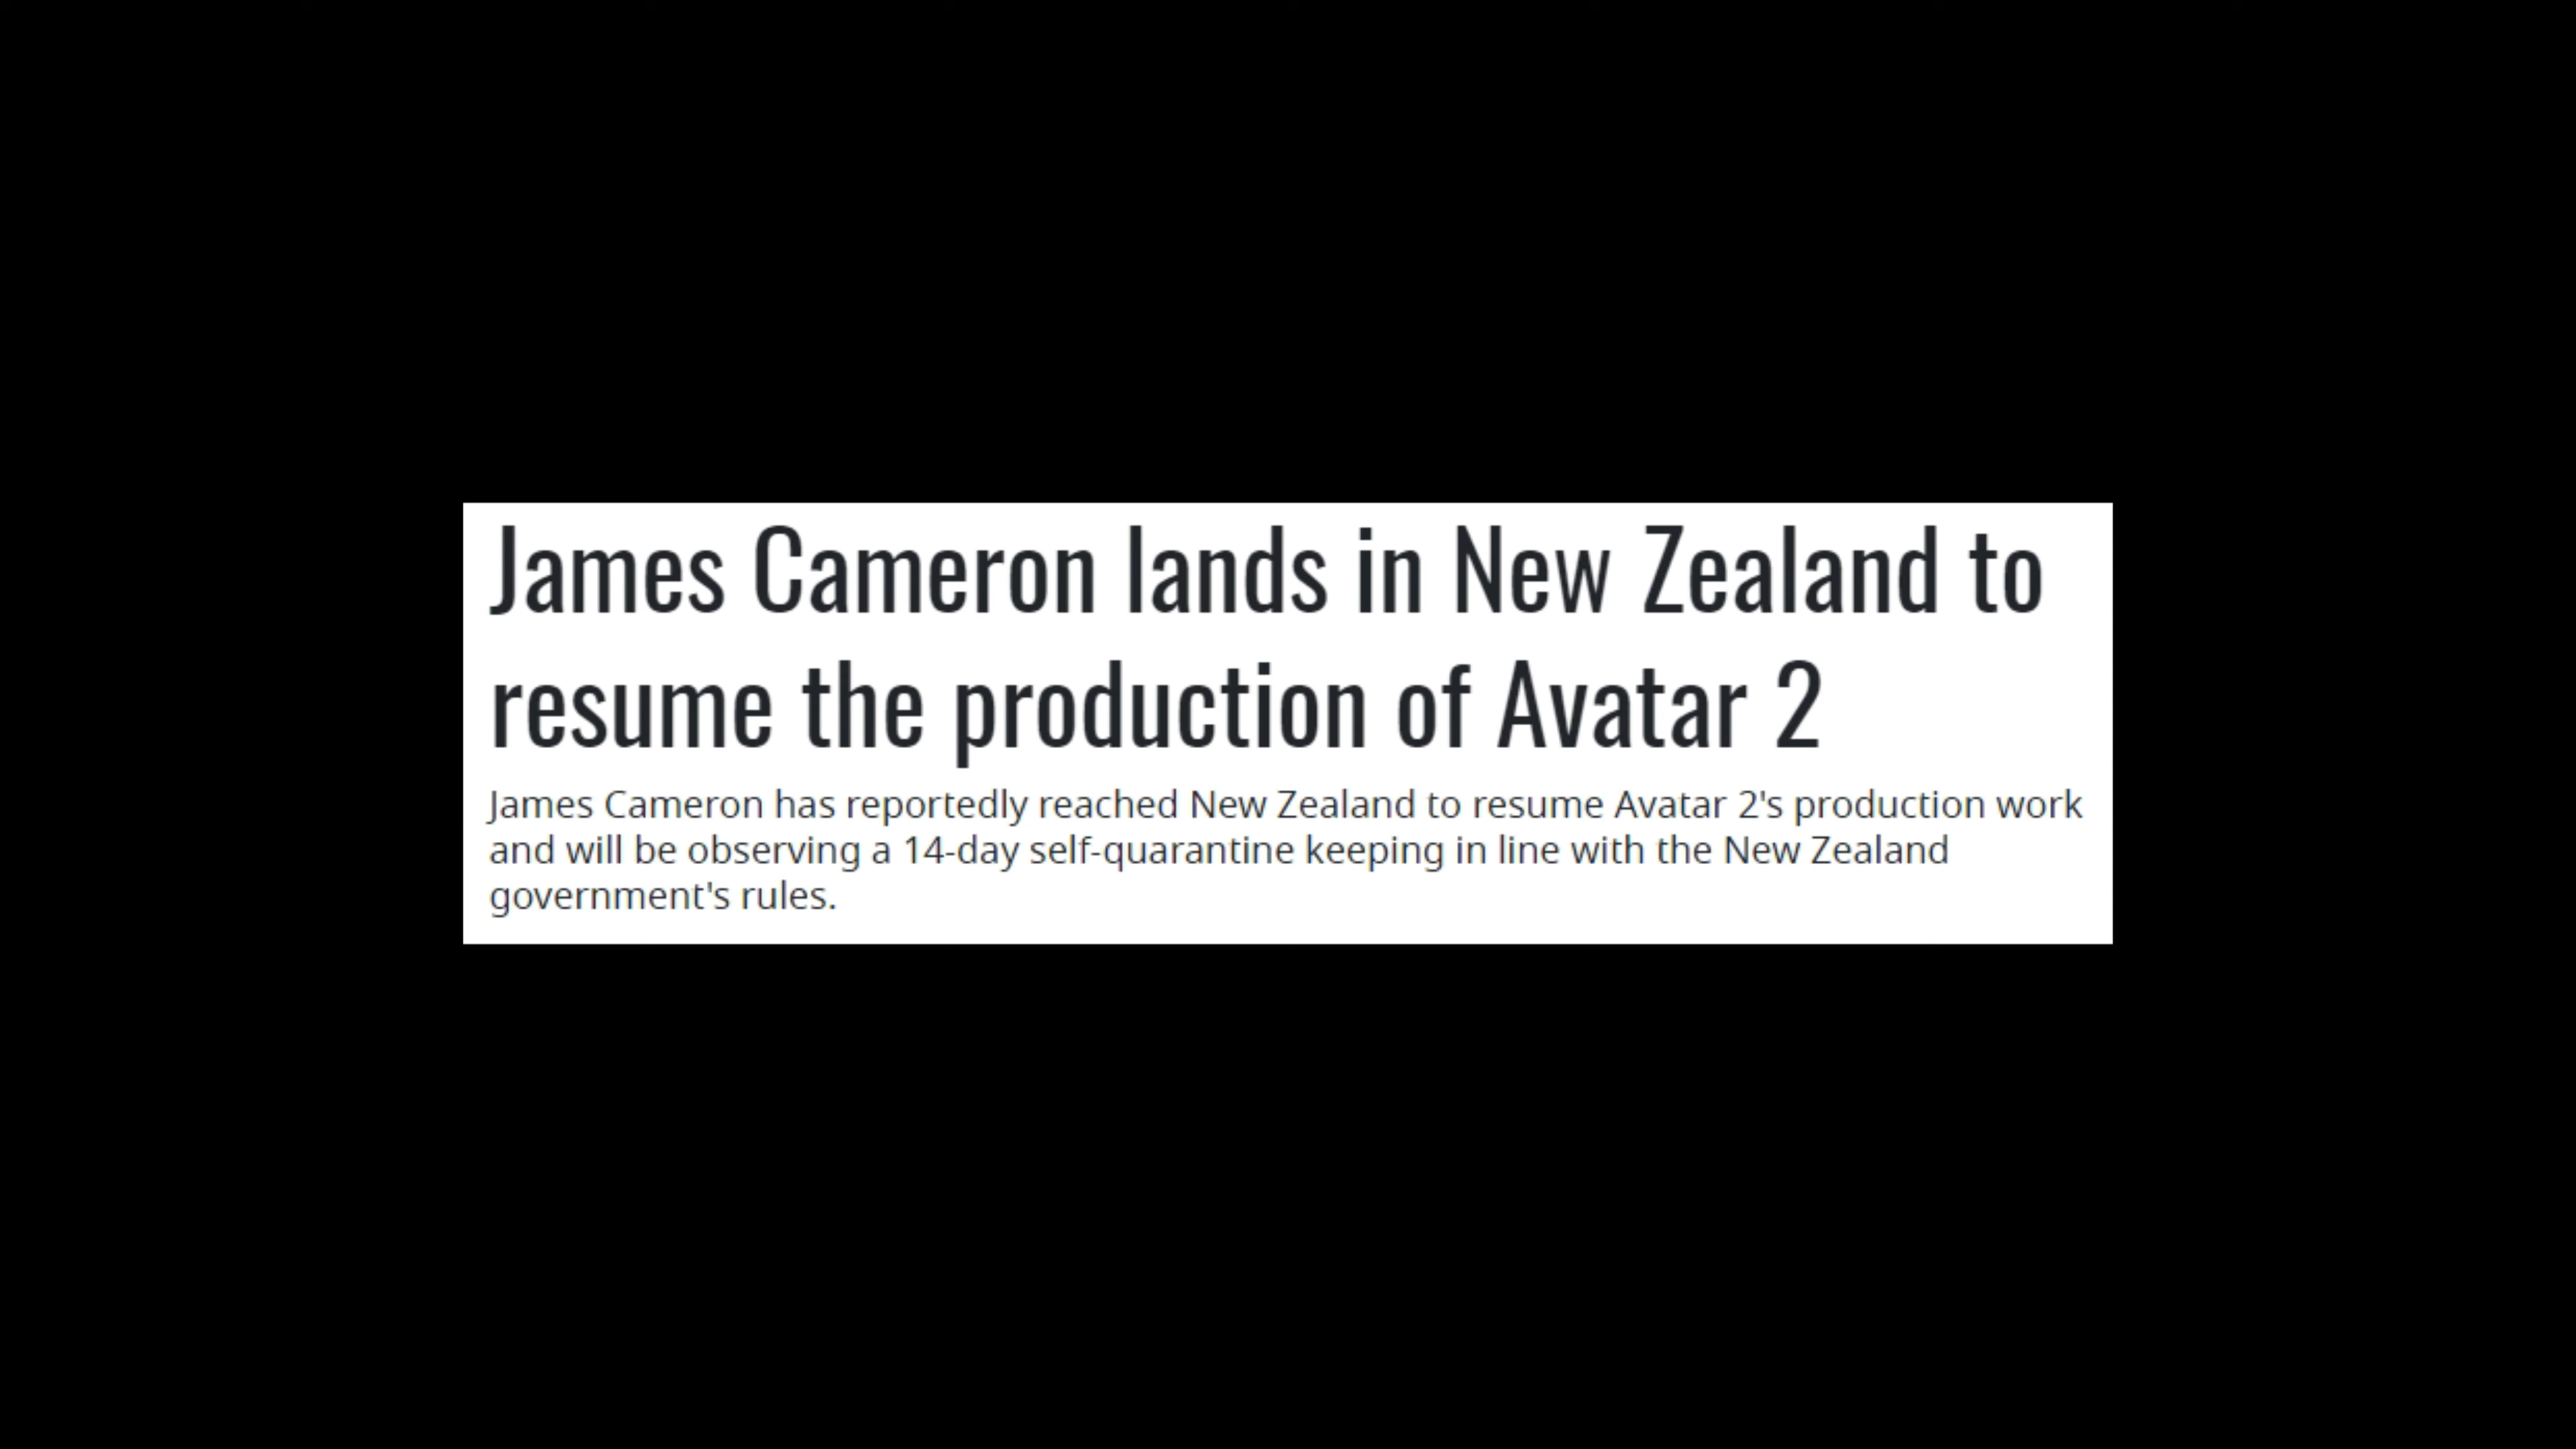 James Cameron lands in New Zealand to
resume the production of Avatar 2
James Cameron has reportedly reached New Zealand to resume Avatar 2's production work
and will be observing a 14-day self-quarantine keeping in line with the New Zealand
government's rules.